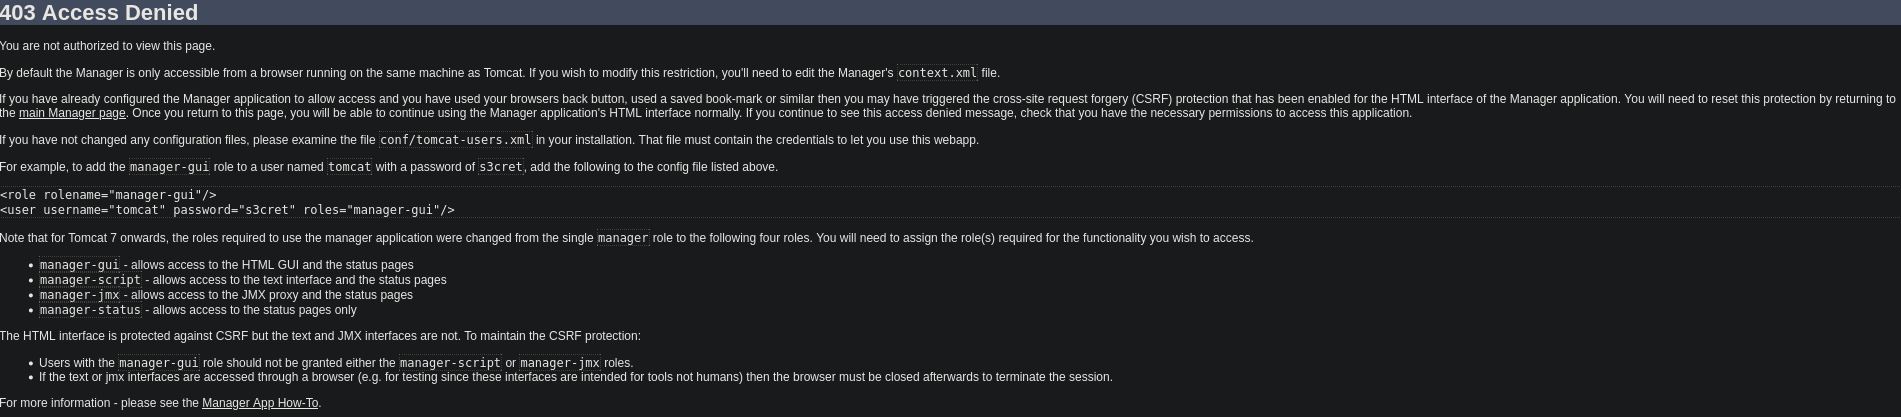 403 Access Denied
You are not authorized to view this page.
By default the Manager is only accessible from a browser running on the same machine as Tomcat. If you wish to modify this restriction, you'll need to edit the Manager's context.xml file.
If you have already configured the Manager application to allow access and you have used your browsers back button, used a saved book-mark or similar then you may have triggered the cross-site request forgery (CSRF) protection that has been enabled for the HTML interface of the Manager application. You will need to reset this protection by returning to
the main Manager page. Once you return to this page, you will be able to continue using the Manager application's HTML interface normally. If you continue to see this access denied message, check that you have the necessary permissions to access this application.
If you have not changed any configuration files, please examine the file conf/tomcat-users.xml in your installation. That file must contain the credentials to let you use this webapp.
For example, to add the manager-gui role to a user named tomcat with a password of s3cret, add the following to the config file listed above.
<role rolename="manager-gui"/>
<user username="tomcat" password="s3cret" roles="manager-gui"/>
Note that for Tomcat 7 onwards, the roles required to use the manager application were changed from the single manager role to the following four roles. You will need to assign the role(s) required for the functionality you wish to access.
• manager-gui - allows access to the HTML GUI and the status pages
• manager-script - allows access to the text interface and the status pages
• manager-jmx - allows access to the JMX proxy and the status pages
• manager-status - allows access to the status pages only
The HTML interface is protected against CSRF but the text and JMX interfaces are not. To maintain the CSRF protection:
• Users with the manager-gui role should not be granted either the manager-script or manager-jmx roles.
• If the text or jmx interfaces are accessed through a browser (e.g. for testing since these interfaces are intended for tools not humans) then the browser must be closed afterwards to terminate the session.
For more information - please see the Manager App How-To.